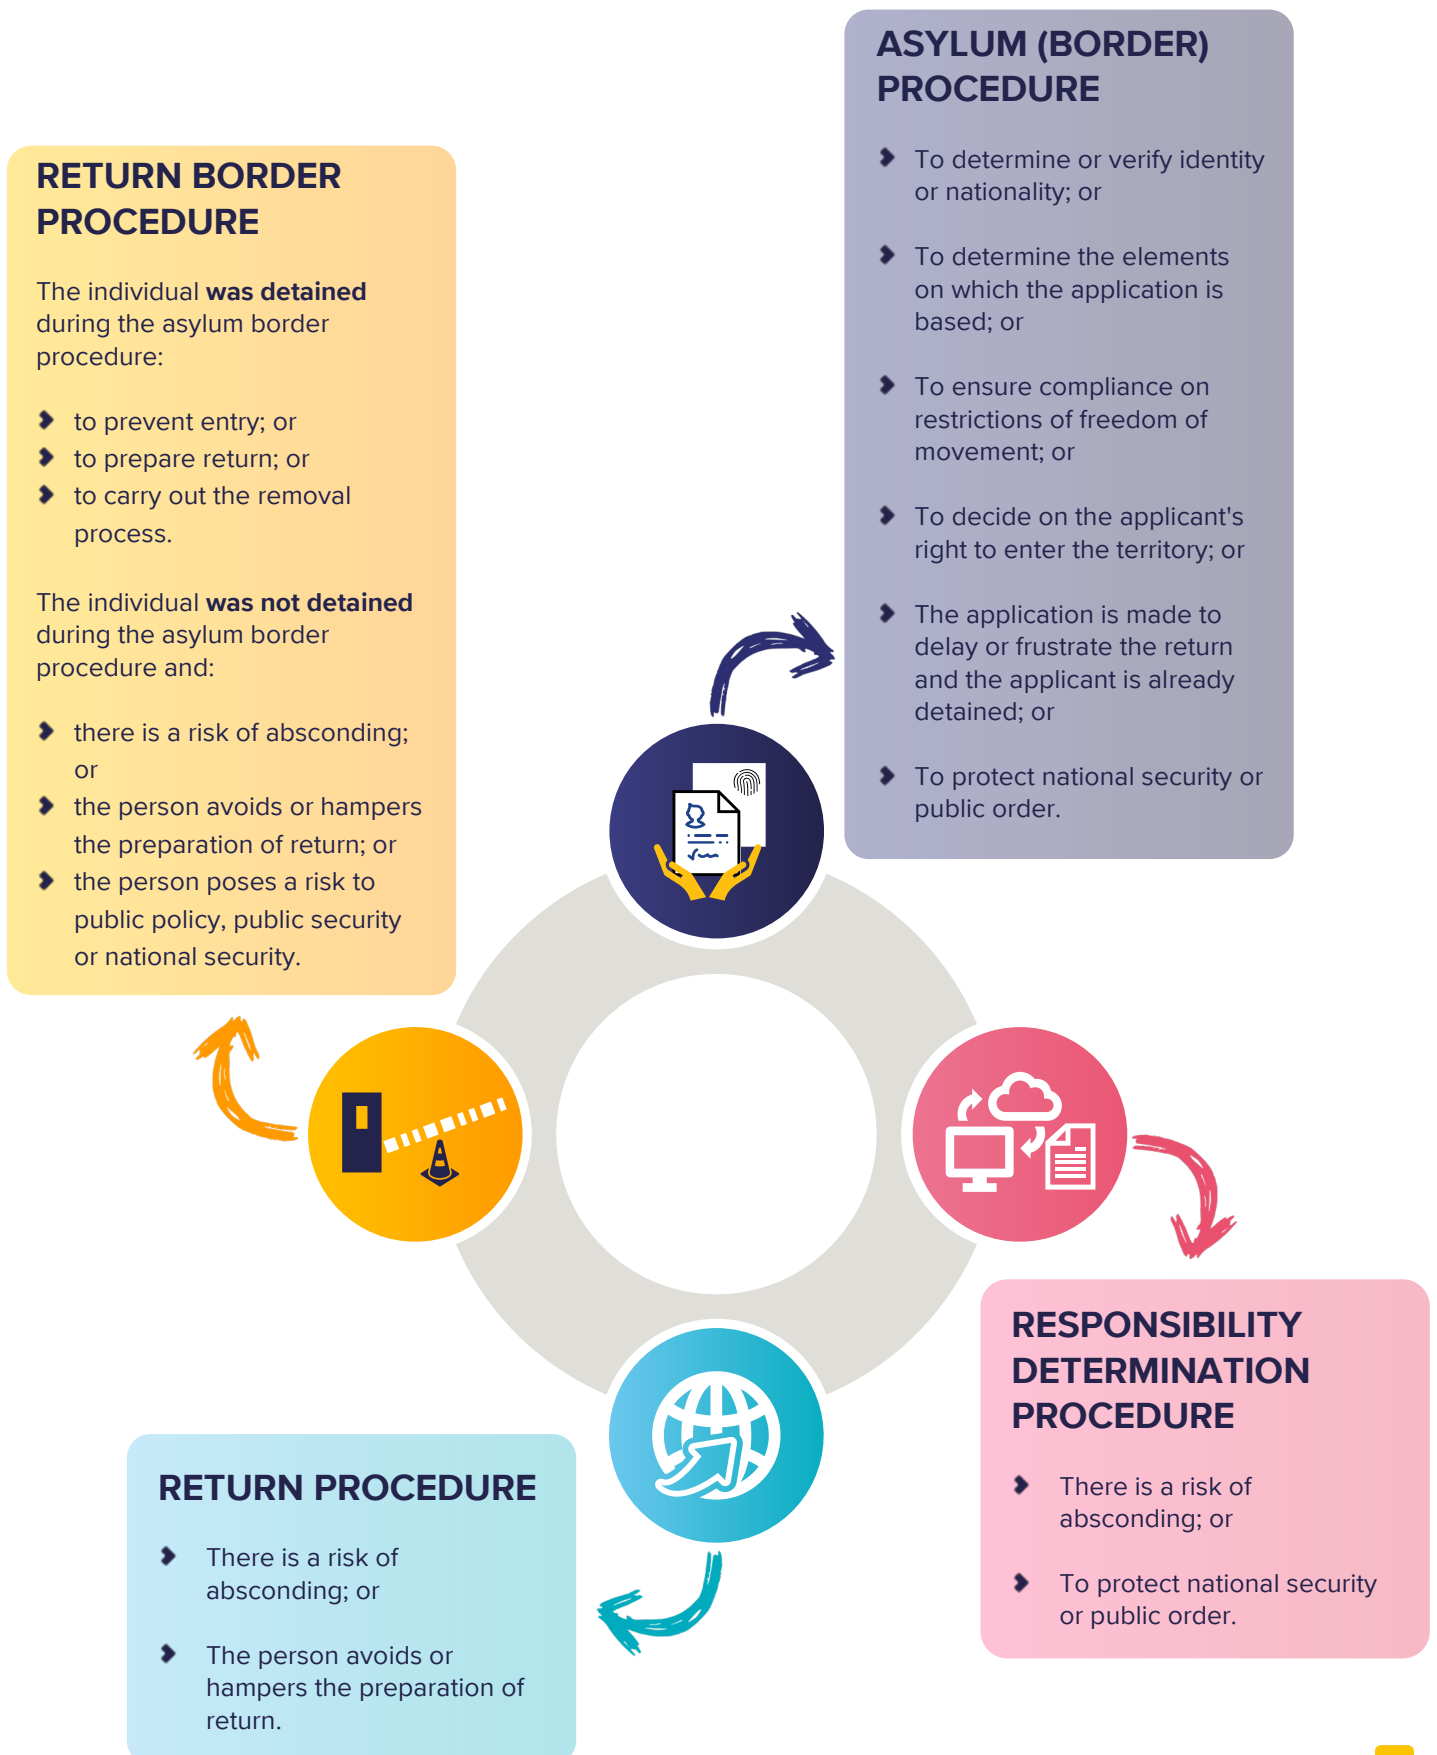 ASYLUM (BORDER)
PROCEDURE
To determine or verify identity
or nationality; or
To determine the elements
on which the application is
based; or
To ensure compliance on
restrictions of freedom of
movement; or
To decide on the applicant's
right to enter the territory; or
The application is made to
delay or frustrate the return
and the applicant is already
detained; or
To protect national security or
public order.
RETURN BORDER
PROCEDURE
The individual was detained
during the asylum border
procedure:
to prevent entry; or
to prepare return; or
to carry out the removal
process.
The individual was not detained
during the asylum border
procedure and:
there is a risk of absconding;
or
the person avoids or hampers
the preparation of return; or
the person poses a risk to
public policy, public security
or national security.
RESPONSIBILITY
DETERMINATION
PROCEDURE
There is a risk of
absconding; or
To protect national security
or public order.
RETURN PROCEDURE
There is a risk of
absconding; or
The person avoids or
hampers the preparation of
return.